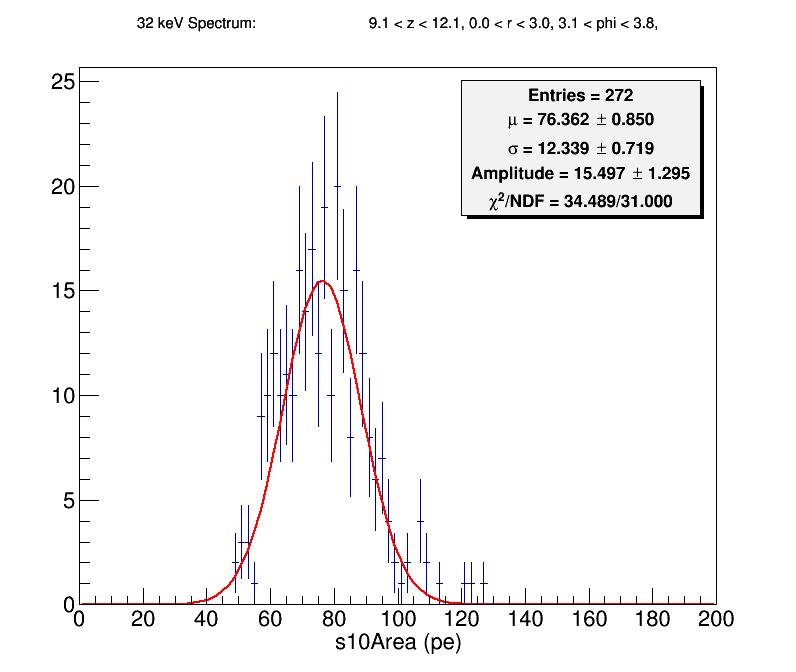 32 keV Spectrum: 9.1 < z < 12.1, 0.0 < r < 3.0, 3.1 < phi < 3.8,
Entries = 272
μ = 76.362 ± 0.850
σ = 12.339 ± 0.719
Amplitude = 15.497 ± 1.295
χ²/NDF = 34.489/31.000
25
20
15
10
5
0
0 20 40 60 80 100 120 140 160 180 200
s10Area (pe)